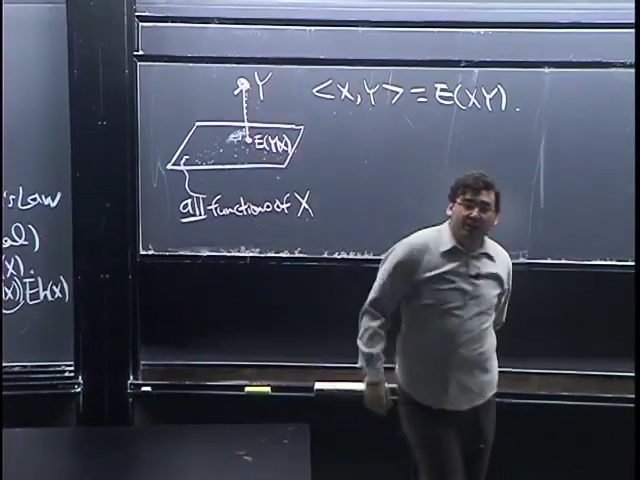 's Law
al)
x).
x))Eh(x)
Y
E(Y|X)
all functions of X
<X,Y> = E(XY).